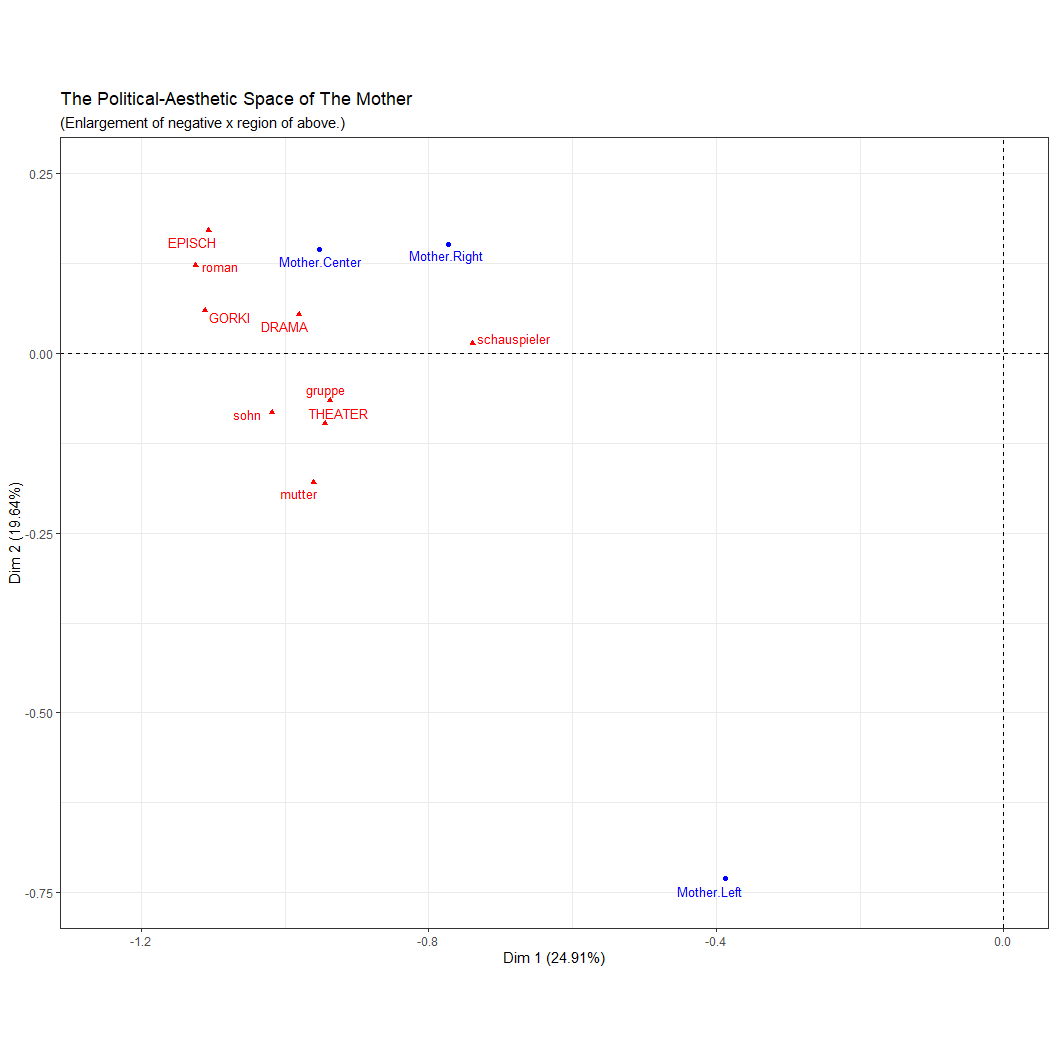 The Political-Aesthetic Space of The Mother
(Enlargement of negative x region of above.)
0.25
EPISCH
Mother.Center
Mother.Right
roman
GORKI
DRAMA
schauspieler
0.00
gruppe
sohn
THEATER
mutter
Dim 2 (19.64%)
-0.25
-0.50
-0.75
Mother.Left
-1.2
-0.8
-0.4
0.0
Dim 1 (24.91%)